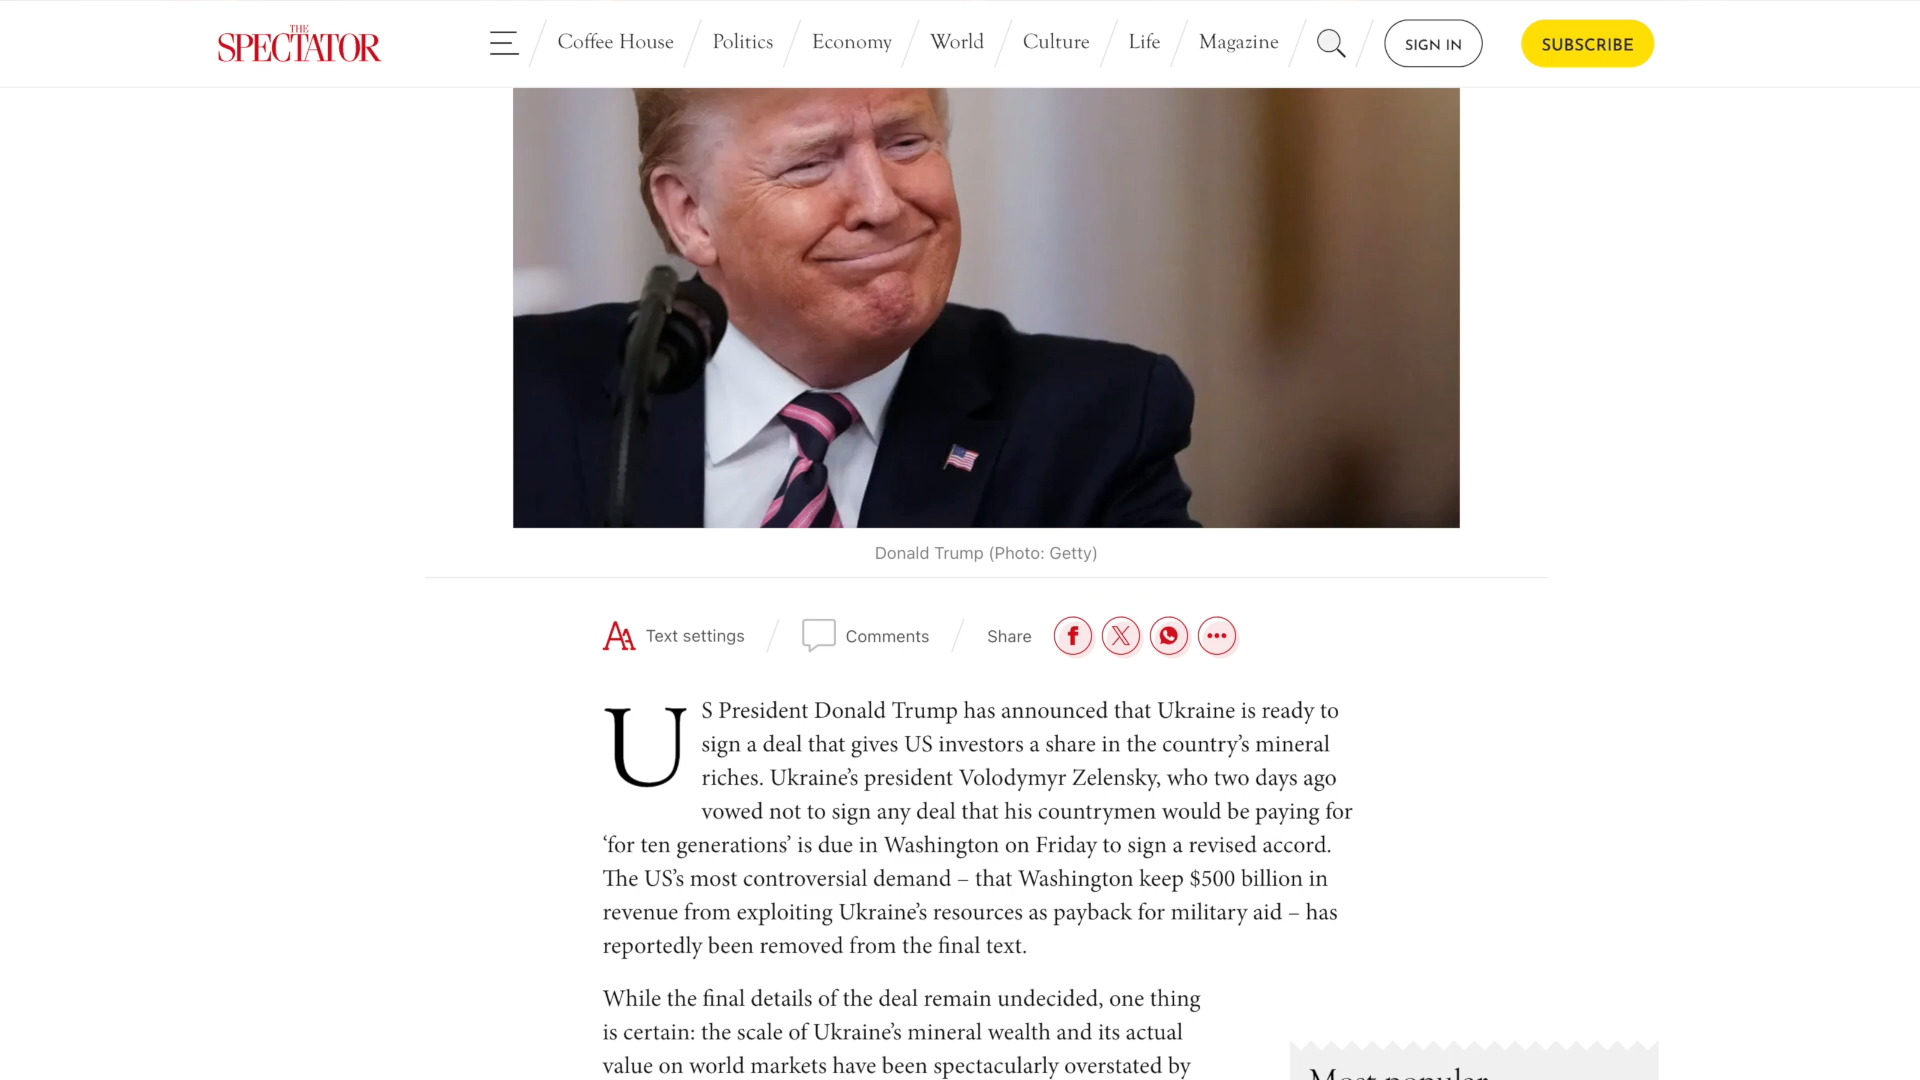 THE
SPECTATOR
Coffee House
Politics
Economy
World
Culture
Life
Magazine
SIGN IN
SUBSCRIBE
Donald Trump (Photo: Getty)
Text settings
Comments
Share
US President Donald Trump has announced that Ukraine is ready to
sign a deal that gives US investors a share in the country’s mineral
riches. Ukraine’s president Volodymyr Zelensky, who two days ago
vowed not to sign any deal that his countrymen would be paying for
‘for ten generations’ is due in Washington on Friday to sign a revised accord.
The US’s most controversial demand – that Washington keep $500 billion in
revenue from exploiting Ukraine’s resources as payback for military aid – has
reportedly been removed from the final text.
While the final details of the deal remain undecided, one thing
is certain: the scale of Ukraine’s mineral wealth and its actual
value on world markets have been spectacularly overstated by
Most popular